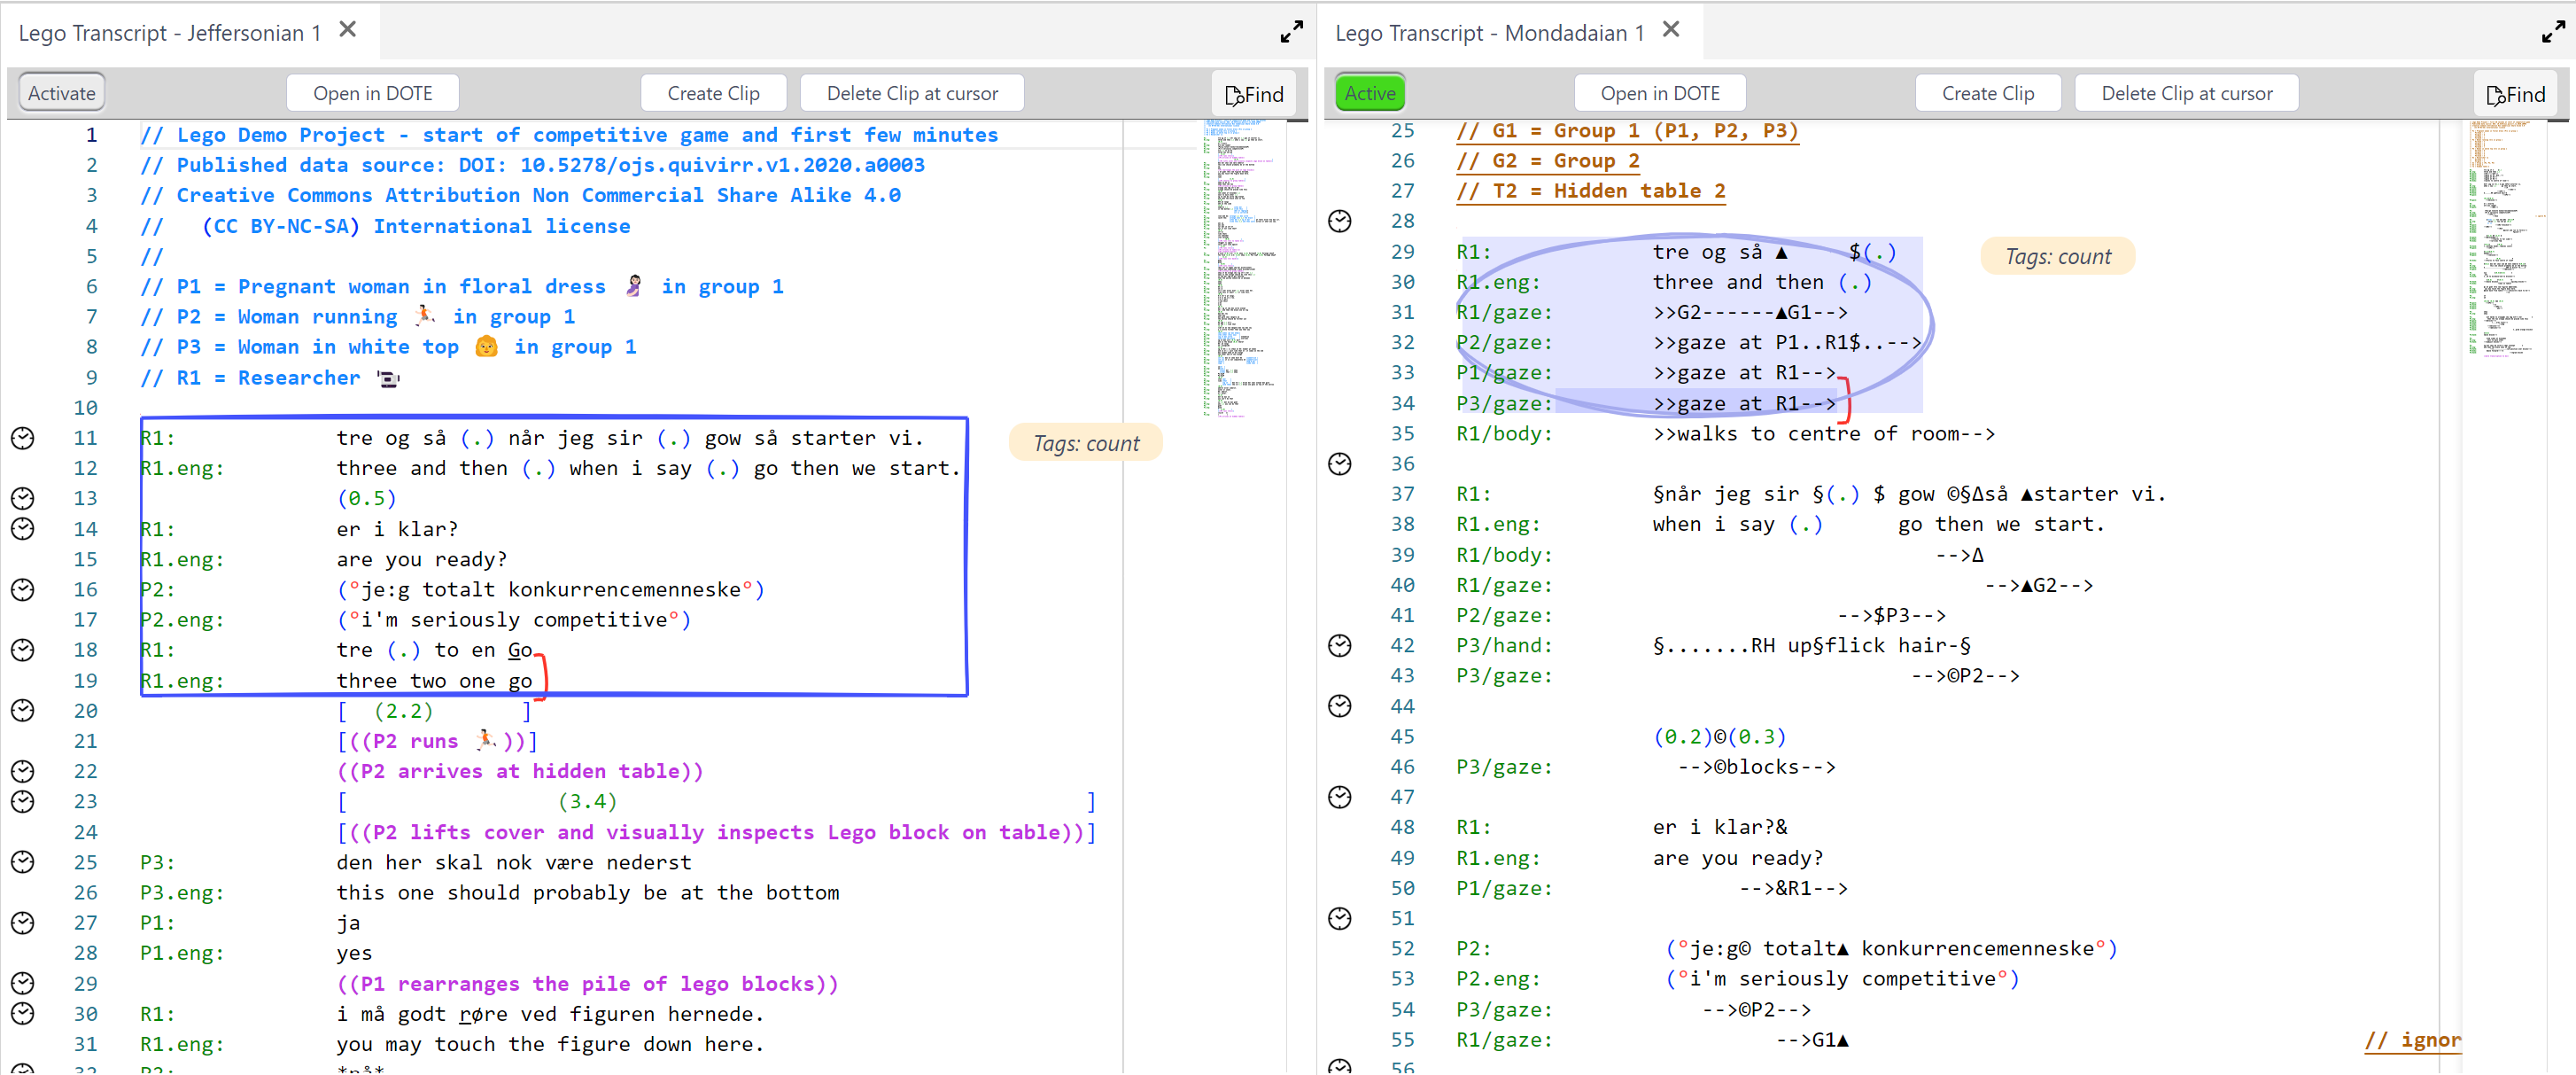 Lego Transcript - Jeffersonian 1
Activate Open in DOTE Create Clip Delete Clip at cursor Find
1 // Lego Demo Project - start of competitive game and first few minutes
2 // Published data source: DOI: 10.5278/ojs.quivirr.v1.2020.a0003
3 // Creative Commons Attribution Non Commercial Share Alike 4.0
4 //   (CC BY-NC-SA) International license
5 //
6 // P1 = Pregnant woman in floral dress 🤰🏻 in group 1
7 // P2 = Woman running 🏃🏻 in group 1
8 // P3 = Woman in white top 👩 in group 1
9 // R1 = Researcher 📹
10
11 R1: tre og så (.) når jeg sir (.) gow så starter vi.
Tags: count
12 R1.eng: three and then (.) when i say (.) go then we start.
13 (0.5)
14 R1: er i klar?
15 R1.eng: are you ready?
16 P2: (°je:g totalt konkurrencemenneske°)
17 P2.eng: (°i'm seriously competitive°)
18 R1: tre (.) to en Go
19 R1.eng: three two one go
20 [  (2.2)       ]
21 [((P2 runs 🏃🏻))]
22 ((P2 arrives at hidden table))
23 [                 (3.4)                                      ]
24 [((P2 lifts cover and visually inspects Lego block on table))]
25 P3: den her skal nok være nederst
26 P3.eng: this one should probably be at the bottom
27 P1: ja
28 P1.eng: yes
29 ((P1 rearranges the pile of lego blocks))
30 R1: i må godt røre ved figuren hernede.
31 R1.eng: you may touch the figure down here.
Lego Transcript - Mondadaian 1
Active Open in DOTE Create Clip Delete Clip at cursor Find
25 // G1 = Group 1 (P1, P2, P3)
26 // G2 = Group 2
27 // T2 = Hidden table 2
28
29 R1: tre og så ▲     $(.)
Tags: count
30 R1.eng: three and then (.)
31 R1/gaze: >>G2------▲G1-->
32 P2/gaze: >>gaze at P1..R1$..-->
33 P1/gaze: >>gaze at R1-->
34 P3/gaze: >>gaze at R1-->
35 R1/body: >>walks to centre of room-->
36
37 R1: §når jeg sir §(.) $ gow ©§Δså ▲starter vi.
38 R1.eng: when i say (.)      go then we start.
39 R1/body: -->Δ
40 R1/gaze: -->▲G2-->
41 P2/gaze: -->$P3-->
42 P3/hand: §.......RH up§flick hair-§
43 P3/gaze: -->©P2-->
44
45 (0.2)©(0.3)
46 P3/gaze: -->©blocks-->
47
48 R1: er i klar?&
49 R1.eng: are you ready?
50 P1/gaze: -->&R1-->
51
52 P2: (°je:g© totalt▲ konkurrencemenneske°)
53 P2.eng: (°i'm seriously competitive°)
54 P3/gaze: -->©P2-->
55 R1/gaze: -->G1▲ // ignor
56